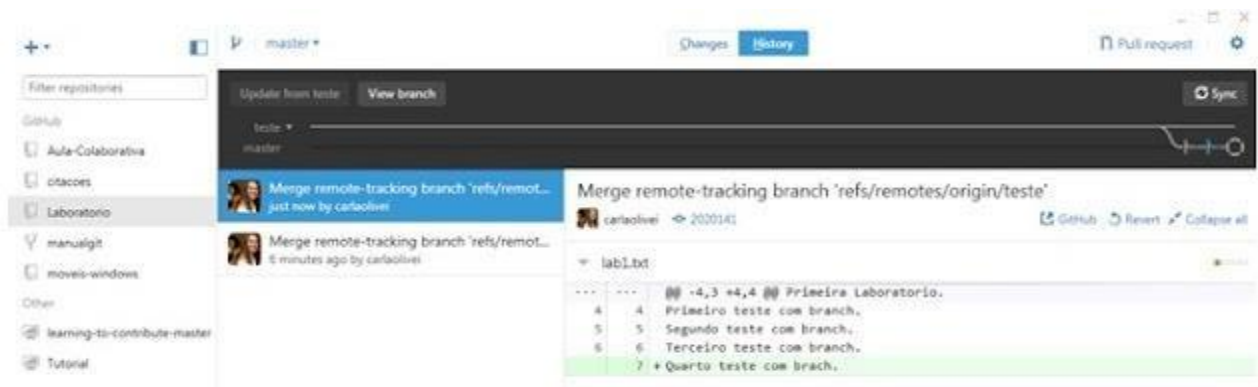 master
Changes
History
Pull request
Filter repositories
Update from teste
View branch
Sync
GitHub
teste
master
Aula-Colaborativa
citacoes
Laboratorio
manualgit
moveis-windows
Other
learning-to-contribute-master
Tutorial
Merge remote-tracking branch 'refs/remot...
just now by carlaolivei
Merge remote-tracking branch 'refs/remot...
6 minutes ago by carlaolivei
Merge remote-tracking branch 'refs/remotes/origin/teste'
carlaolivei 2020141
GitHub Revert Collapse all
lab1.txt
... ... @@ -4,3 +4,4 @@ Primeira Laboratorio.
4 4 Primeiro teste com branch.
5 5 Segundo teste com branch.
6 6 Terceiro teste com branch.
7 + Quarto teste com brach.